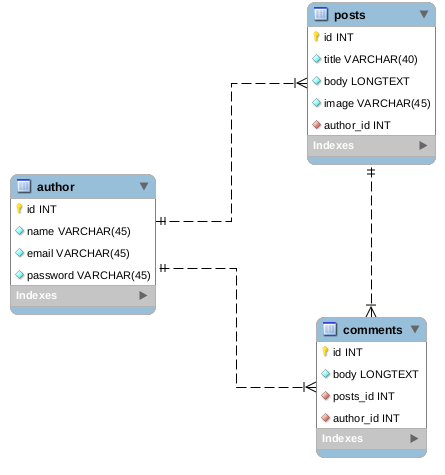 posts
id INT
title VARCHAR(40)
body LONGTEXT
image VARCHAR(45)
author_id INT
Indexes
author
id INT
name VARCHAR(45)
email VARCHAR(45)
password VARCHAR(45)
Indexes
comments
id INT
body LONGTEXT
posts_id INT
author_id INT
Indexes